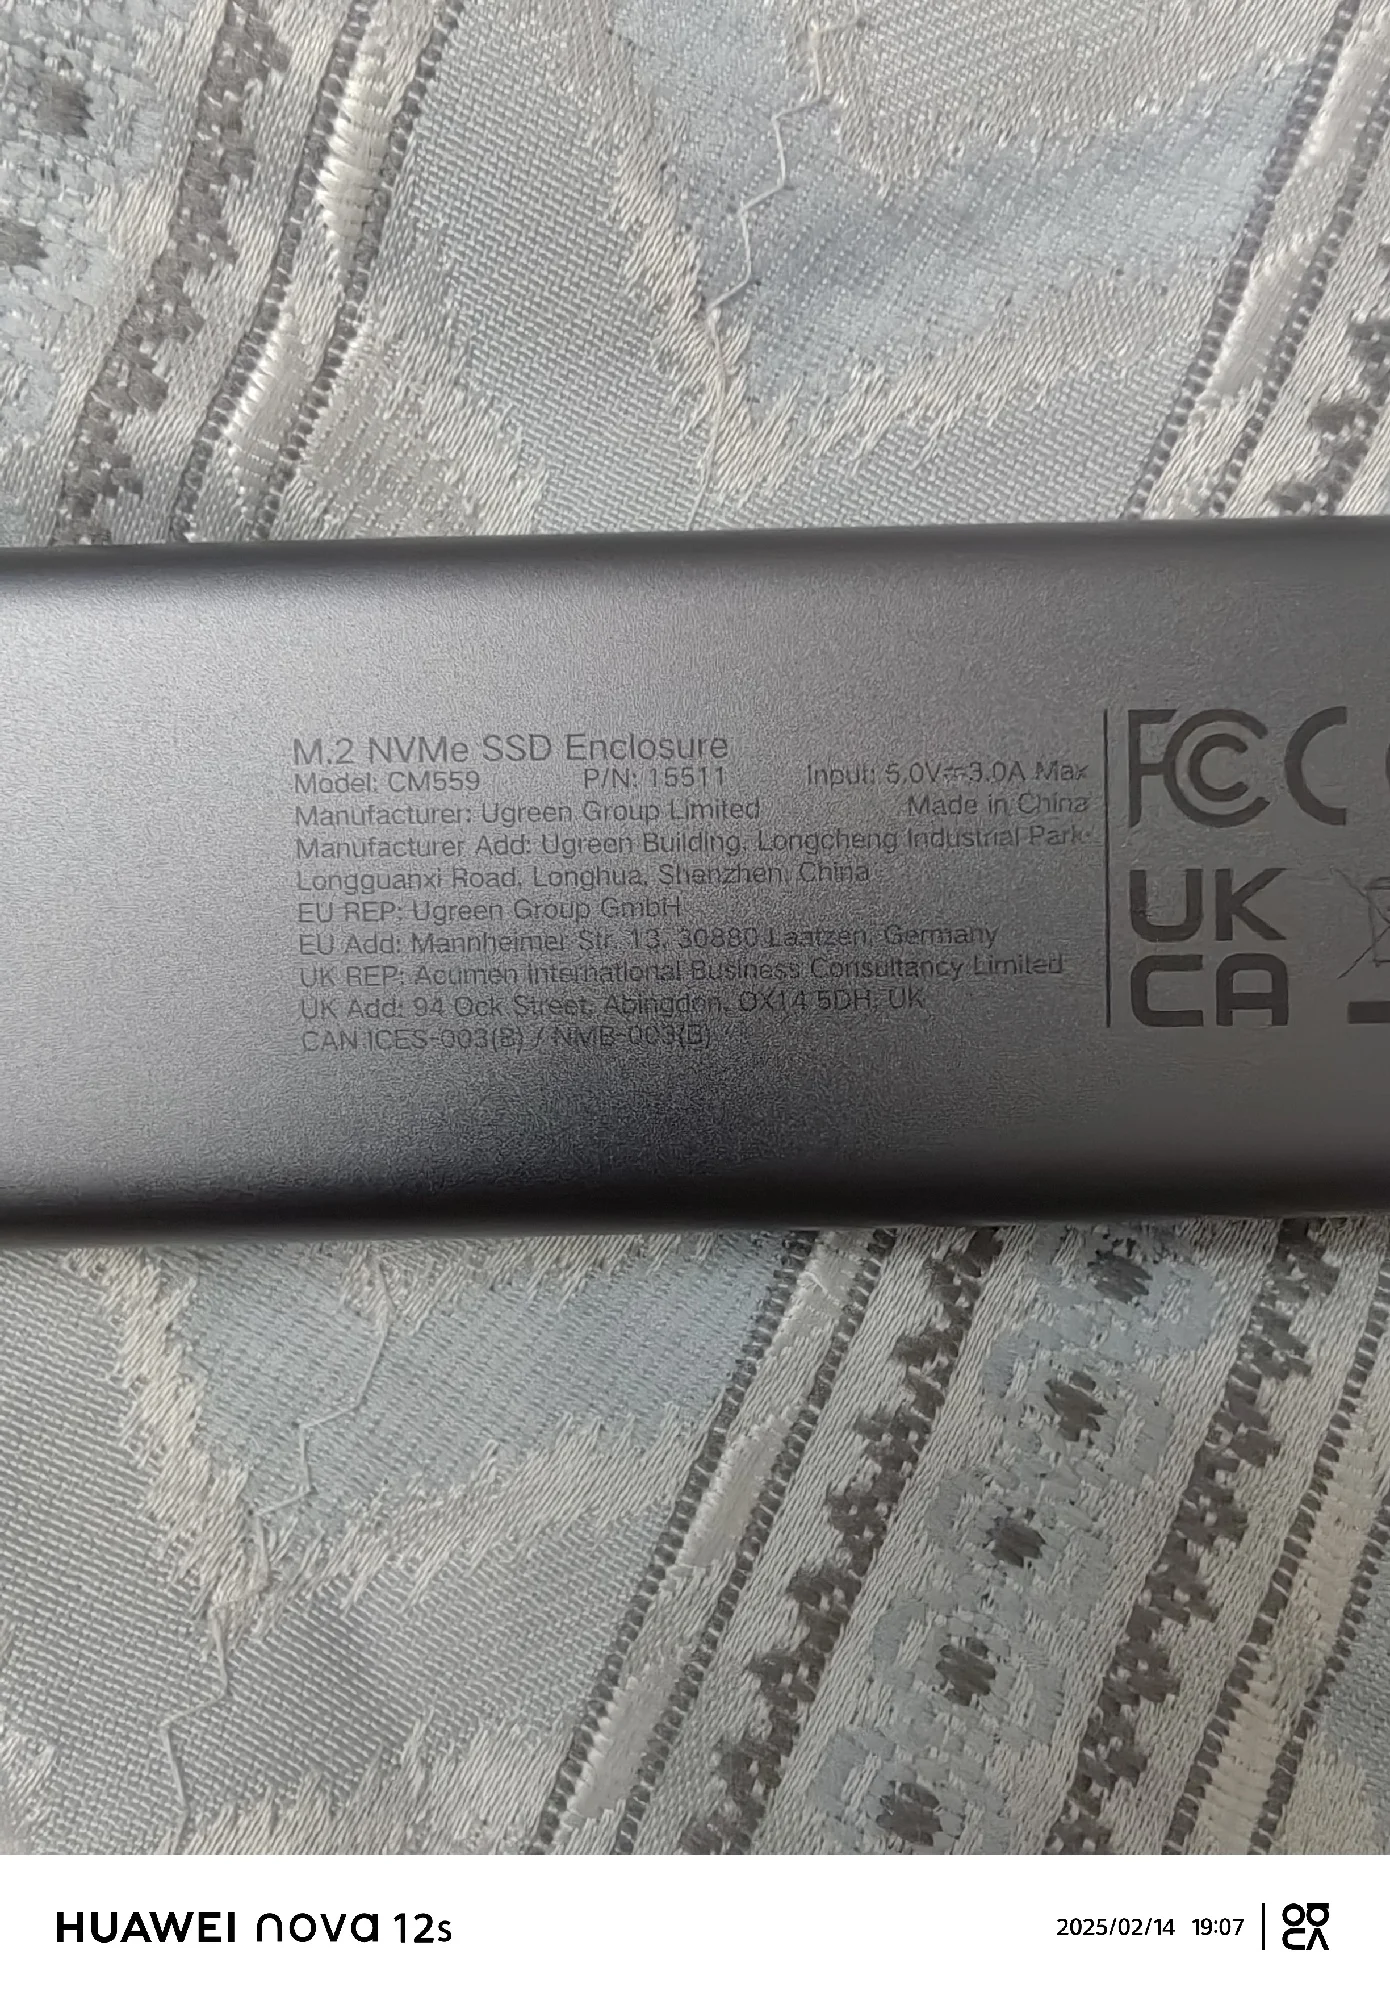 M.2 NVMe SSD Enclosure
Model: CM559 P/N: 15511 Input: 5.0V⎓3.0A Max
Manufacturer: Ugreen Group Limited Made in China
Manufacturer Add: Ugreen Building, Longcheng Industrial Park,
Longguanxi Road, Longhua, Shenzhen, China
EU REP: Ugreen Group GmbH
EU Add: Mannheimer Str. 13, 30880 Laatzen, Germany
UK REP: Acumen International Business Consultancy Limited
UK Add: 94 Ock Street, Abingdon, OX14 5DH, UK
CAN ICES-003(B) / NMB-003(B)
FC C
UK
CA
HUAWEI nova 12s
2025/02/14 19:07